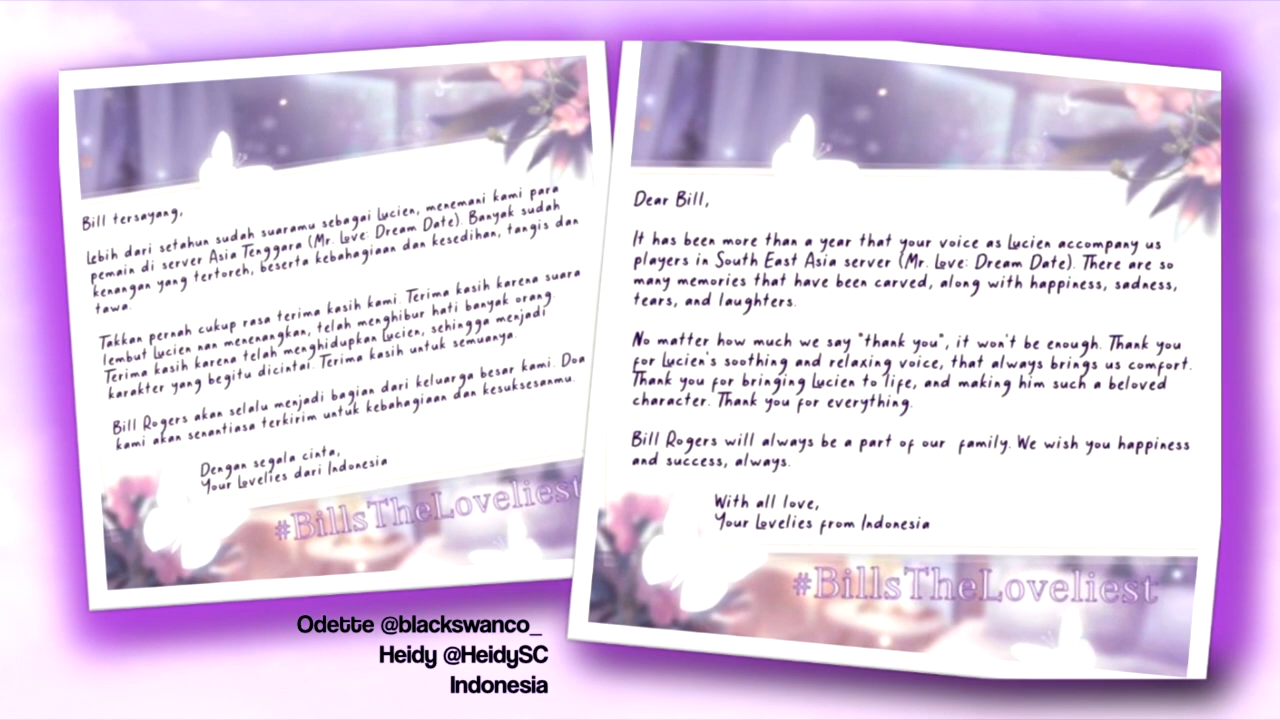 Bill tersayang,
Lebih dari setahun sudah suaramu sebagai Lucien, menemani kami para
pemain di server Asia Tenggara (Mr. Love: Dream Date). Banyak sudah
kenangan yang tertoreh, beserta kebahagiaan dan kesedihan, tangis dan
tawa.
Takkan pernah cukup rasa terima kasih kami. Terima kasih karena suara
lembut Lucien nan menenangkan, telah menghibur hati banyak orang.
Terima kasih karena telah menghidupkan Lucien, sehingga menjadi
karakter yang begitu dicintai. Terima kasih untuk semuanya.
Bill Rogers akan selalu menjadi bagian dari keluarga besar kami. Doa
kami akan senantiasa terkirim untuk kebahagiaan dan kesuksesanmu.
Dengan segala cinta,
Your Lovelies dari Indonesia
#BillsTheLoveliest
Dear Bill,
It has been more than a year that your voice as Lucien accompany us
players in South East Asia server (Mr. Love: Dream Date). There are so
many memories that have been carved, along with happiness, sadness,
tears, and laughters.
No matter how much we say "thank you", it won't be enough. Thank you
for Lucien's soothing and relaxing voice, that always brings us comfort.
Thank you for bringing Lucien to life, and making him such a beloved
character. Thank you for everything.
Bill Rogers will always be a part of our family. We wish you happiness
and success, always.
With all love,
Your Lovelies from Indonesia
#BillsTheLoveliest
Odette @blackswanco_
Heidy @HeidySC
Indonesia